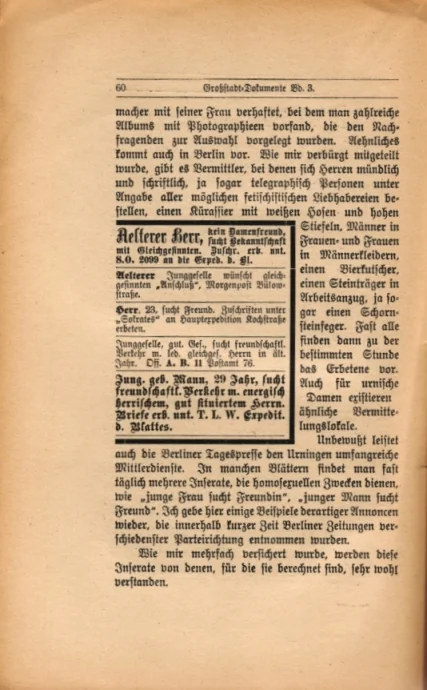 60
Großstadt-Dokumente Bd. 3.
macher mit seiner Frau verhaftet, bei dem man zahlreiche
Albums mit Photographieen vorfand, die den Nach-
fragenden zur Auswahl vorgelegt wurden. Aehnliches
kommt auch in Berlin vor. Wie mir verbürgt mitgeteilt
wurde, gibt es Vermittler, bei denen sich Herren mündlich
und schriftlich, ja sogar telegraphisch Personen unter
Angabe aller möglichen fetischistischen Liebhabereien be-
stellen, einen Kürassier mit weißen Hosen und hohen
Stiefeln, Männer in
Frauen- und Frauen
in Männerkleidern,
einen Bierkutscher,
einen Steinträger in
Arbeitsanzug, ja so-
gar einen Schorn-
steinfeger. Fast alle
finden dann zu der
bestimmten Stunde
das Erbetene vor.
Auch für urnische
Damen existieren
ähnliche Vermitte-
lungslokale.
Aelterer Herr, kein Damenfreund,
sucht Bekanntschaft
mit Gleichgesinnten. Zuschr. erb. unt.
S.O. 2099 an die Exped. d. Bl.
Aelterer Junggeselle wünscht gleich-
gesinnten „Anschluß“, Morgenpost Bülow-
straße.
Herr, 23, sucht Freund. Zuschriften unter
„Sokrates“ an Hauptexpedition Kochstraße
erbeten.
Junggeselle, gut. Ges., sucht freundschaftl.
Verkehr m. leb. gleichges. Herrn in ält.
Jahr. Off. A. B. 11 Postamt 76.
Jung. geb. Mann, 29 Jahr, sucht
freundschaftl. Verkehr m. energisch
herrischem, gut situiertem Herrn.
Briefe erb. unt. T. L. W. Expedit.
d. Blattes.
Unbewußt leistet
auch die Berliner Tagespresse den Urningen umfangreiche
Mittlerdienste. In manchen Blättern findet man fast
täglich mehrere Inserate, die homosexuellen Zwecken dienen,
wie „junge Frau sucht Freundin“, „junger Mann sucht
Freund“. Ich gebe hier einige Beispiele derartiger Annoncen
wieder, die innerhalb kurzer Zeit Berliner Zeitungen ver-
schiedenster Parteirichtung entnommen wurden.
Wie mir mehrfach versichert wurde, werden diese
Inserate von denen, für die sie berechnet sind, sehr wohl
verstanden.